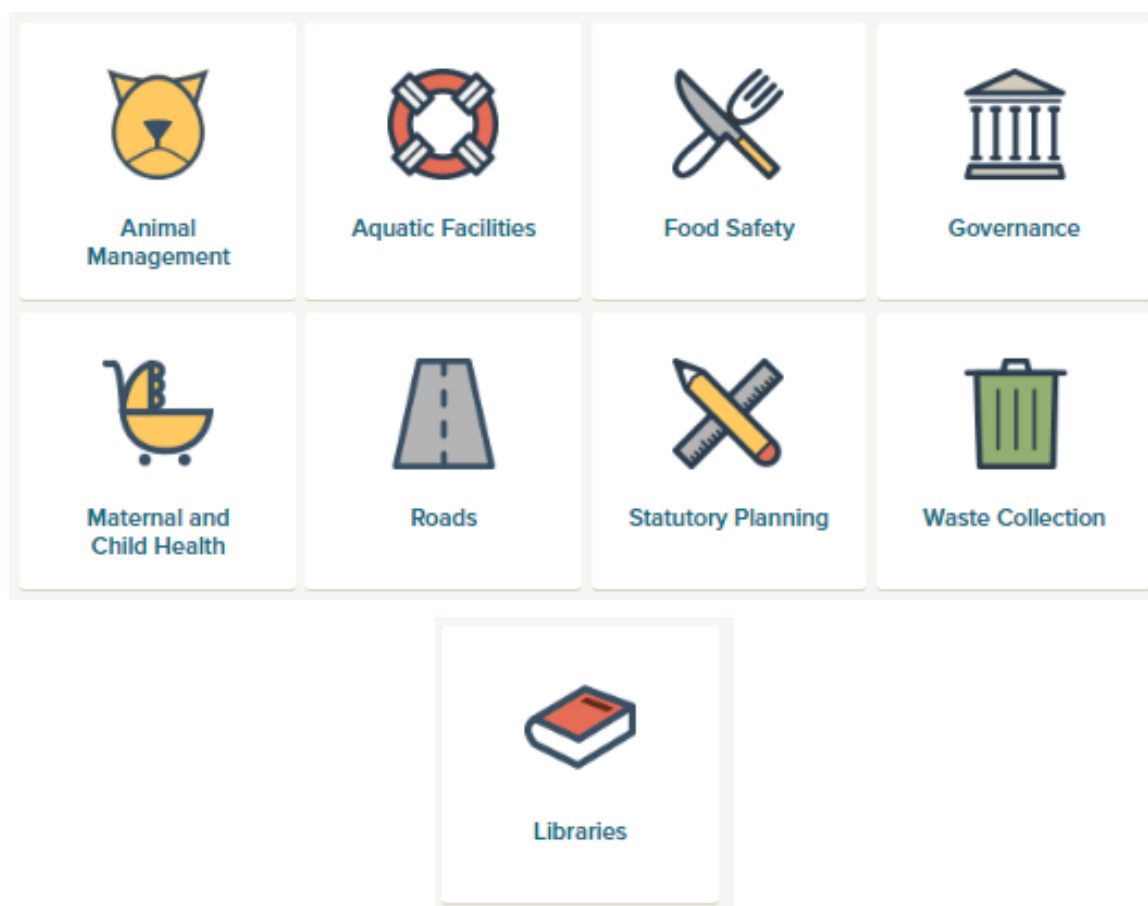 Animal
Management
Aquatic Facilities
Food Safety
Governance
Maternal and
Child Health
Roads
Statutory Planning
Waste Collection
Libraries